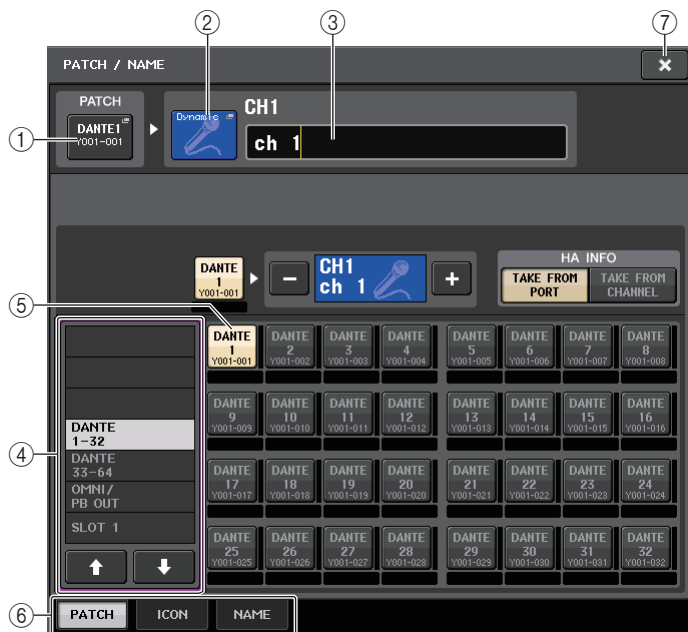 ① ② ③ ④ ⑤ ⑥ ⑦
PATCH / NAME
PATCH
DANTE1
Y001-001
Dynamic
CH1
ch 1
DANTE
1
Y001-001
−
CH1
ch 1
+
HA INFO
TAKE FROM
PORT
TAKE FROM
CHANNEL
DANTE
1-32
DANTE
33-64
OMNI/
PB OUT
SLOT 1
DANTE DANTE DANTE DANTE DANTE DANTE DANTE DANTE
1 2 3 4 5 6 7 8
Y001-001 Y001-002 Y001-003 Y001-004 Y001-005 Y001-006 Y001-007 Y001-008
DANTE DANTE DANTE DANTE DANTE DANTE DANTE DANTE
9 10 11 12 13 14 15 16
Y001-009 Y001-010 Y001-011 Y001-012 Y001-013 Y001-014 Y001-015 Y001-016
DANTE DANTE DANTE DANTE DANTE DANTE DANTE DANTE
17 18 19 20 21 22 23 24
Y001-017 Y001-018 Y001-019 Y001-020 Y001-021 Y001-022 Y001-023 Y001-024
DANTE DANTE DANTE DANTE DANTE DANTE DANTE DANTE
25 26 27 28 29 30 31 32
Y001-025 Y001-026 Y001-027 Y001-028 Y001-029 Y001-030 Y001-031 Y001-032
PATCH ICON NAME